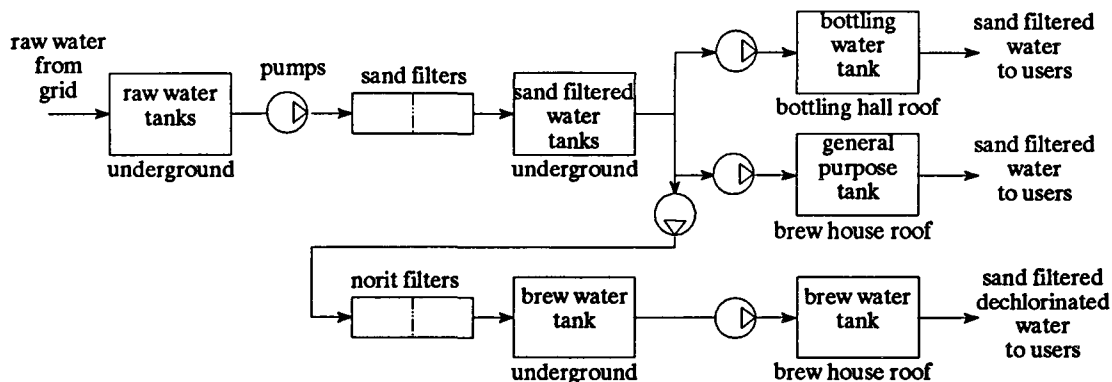 raw water
from
grid
raw water
tanks
underground
pumps
sand filters
sand filtered
water
tanks
underground
bottling
water
tank
bottling hall roof
sand filtered
water
to users
general
purpose
tank
brew house roof
sand filtered
water
to users
norit filters
brew water
tank
underground
brew water
tank
brew house roof
sand filtered
dechlorinated
water
to users